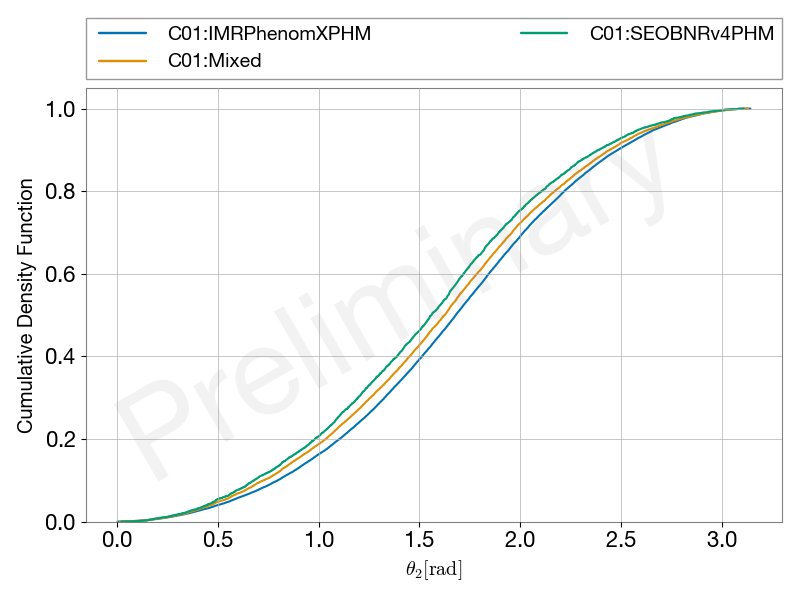 C01:IMRPhenomXPHM C01:SEOBNRv4PHM
C01:Mixed
Cumulative Density Function
1.0
0.8
0.6
0.4
0.2
0.0
Preliminary
0.0 0.5 1.0 1.5 2.0 2.5 3.0
θ₂[rad]